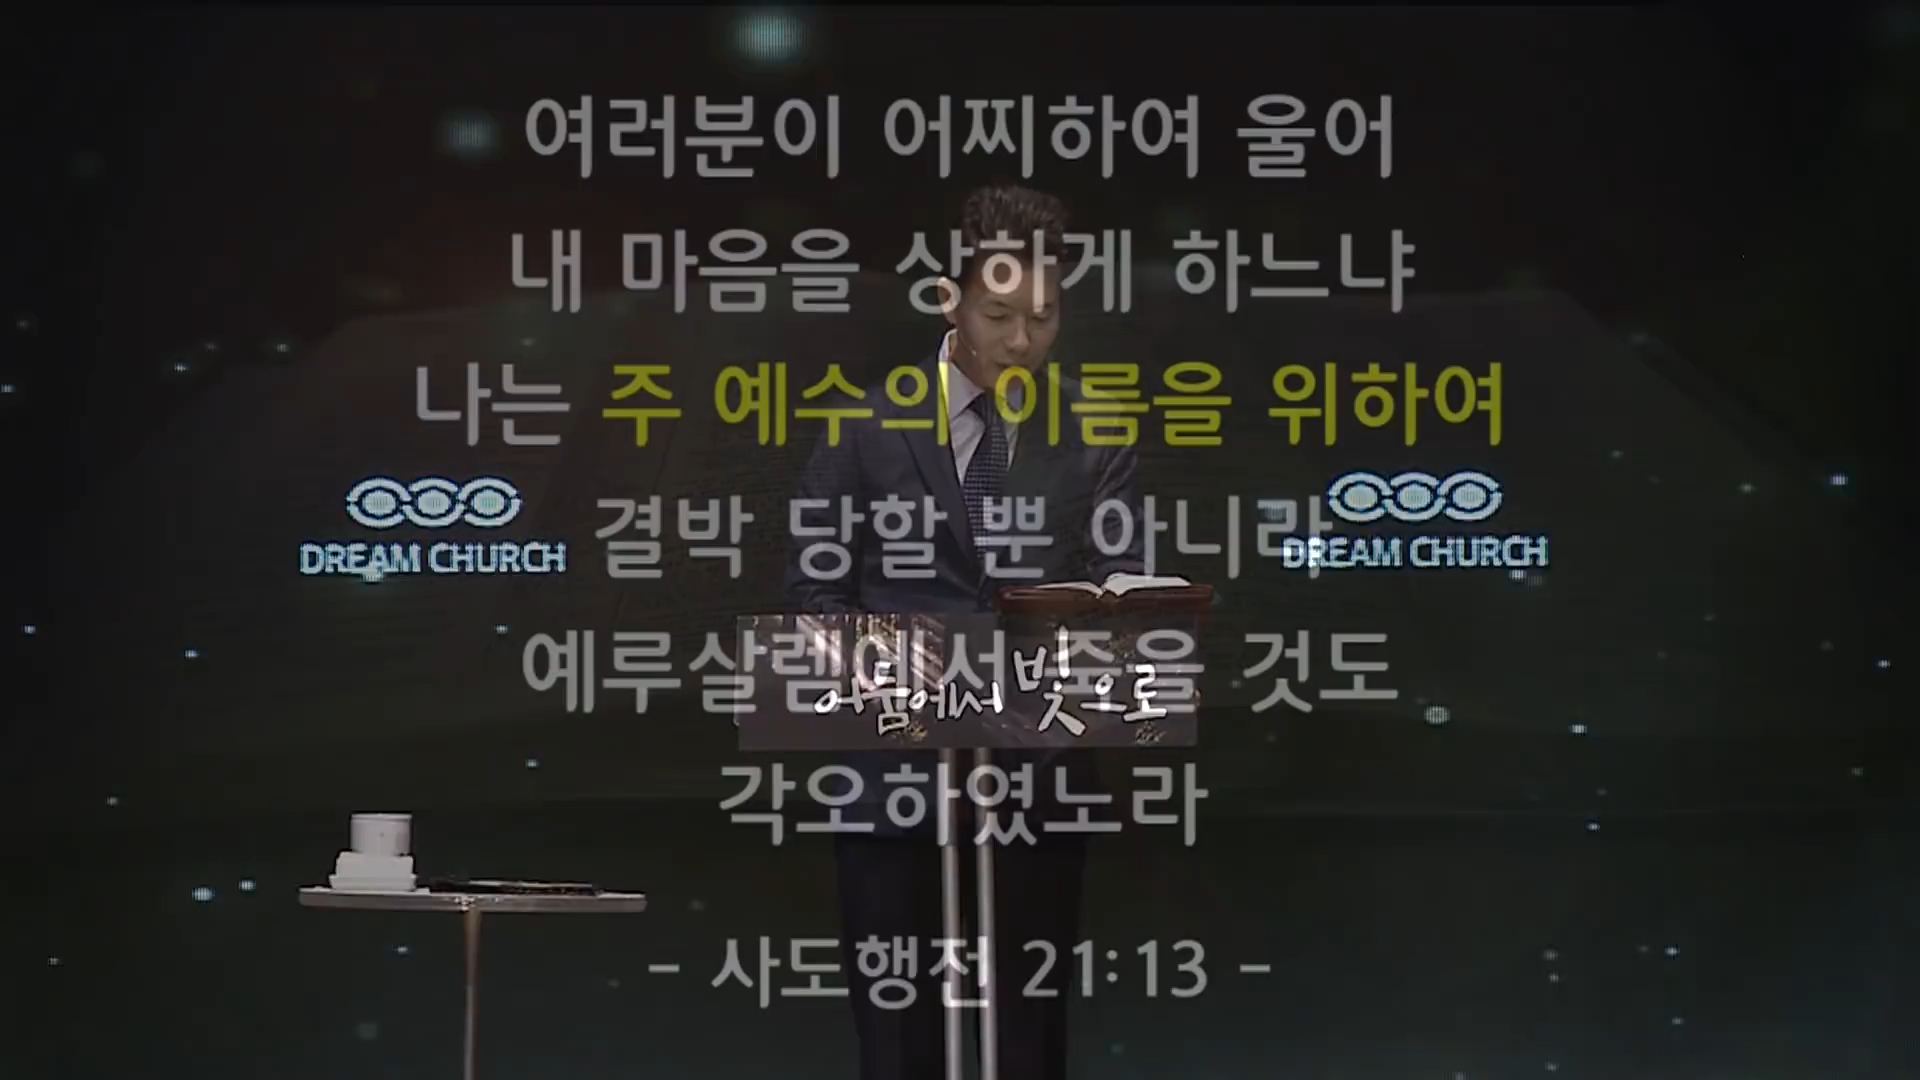 여러분이 어찌하여 울어
내 마음을 상하게 하느냐
나는 주 예수의 이름을 위하여
결박 당할 뿐 아니라
예루살렘에서 죽을 것도
각오하였노라
- 사도행전 21:13 -
DREAM CHURCH
DREAM CHURCH
어둠에서 빛으로